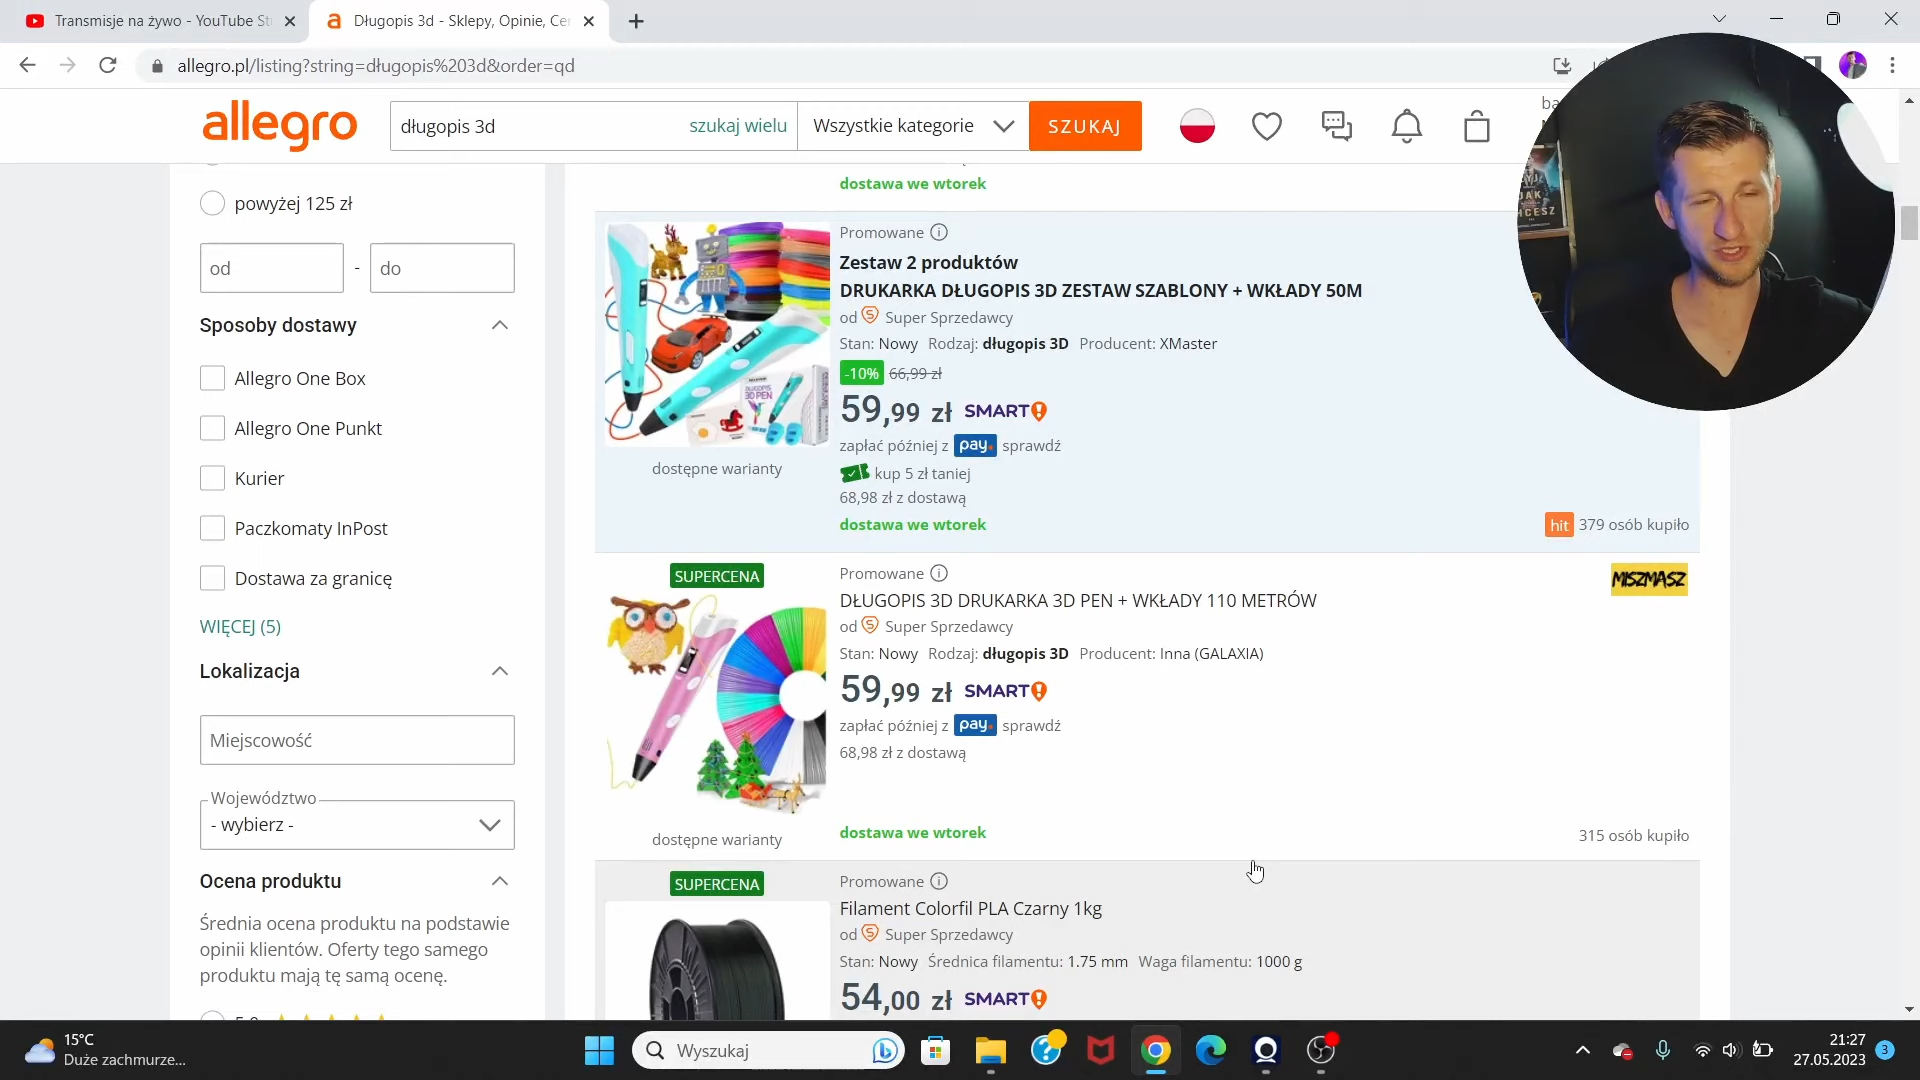 Transmisje na żywo - YouTube St
Długopis 3d - Sklepy, Opinie, Ce
allegro.pl/listing?string=długopis%203d&order=qd
allegro
długopis 3d
szukaj wielu
Wszystkie kategorie
SZUKAJ
ba
powyżej 125 zł
od
-
do
Sposoby dostawy
Allegro One Box
Allegro One Punkt
Kurier
Paczkomaty InPost
Dostawa za granicę
WIĘCEJ (5)
Lokalizacja
Miejscowość
Województwo
- wybierz -
Ocena produktu
Średnia ocena produktu na podstawie
opinii klientów. Oferty tego samego
produktu mają tę samą ocenę.
dostawa we wtorek
Promowane
Zestaw 2 produktów
DRUKARKA DŁUGOPIS 3D ZESTAW SZABLONY + WKŁADY 50M
od Super Sprzedawcy
Stan: Nowy Rodzaj: długopis 3D Producent: XMaster
-10% 66,99 zł
59,99 zł SMART!
zapłać później z pay. sprawdź
kup 5 zł taniej
68,98 zł z dostawą
dostawa we wtorek
dostępne warianty
hit 379 osób kupiło
SUPERCENA
Promowane
MISZMASZ
DŁUGOPIS 3D DRUKARKA 3D PEN + WKŁADY 110 METRÓW
od Super Sprzedawcy
Stan: Nowy Rodzaj: długopis 3D Producent: Inna (GALAXIA)
59,99 zł SMART!
zapłać później z pay. sprawdź
68,98 zł z dostawą
dostawa we wtorek
dostępne warianty
315 osób kupiło
SUPERCENA
Promowane
Filament Colorfil PLA Czarny 1kg
od Super Sprzedawcy
Stan: Nowy Średnica filamentu: 1.75 mm Waga filamentu: 1000 g
54,00 zł SMART!
15°C
Duże zachmurze...
Wyszukaj
21:27
27.05.2023
3